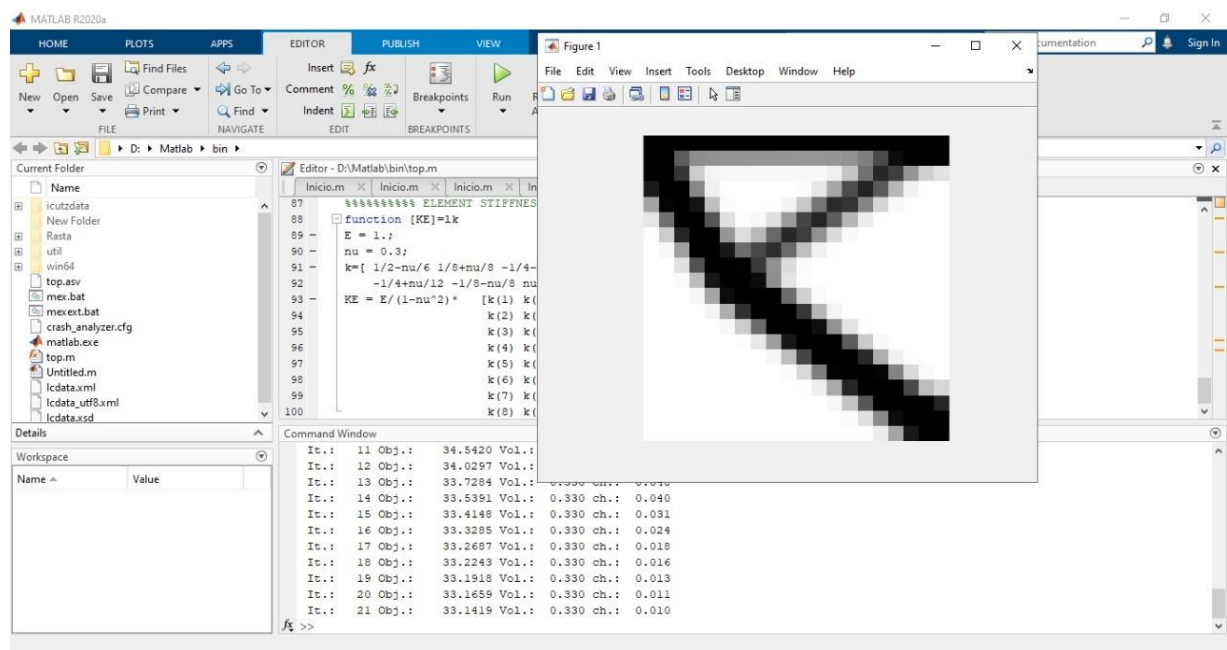 MATLAB R2020a
HOME PLOTS APPS EDITOR PUBLISH VIEW
Figure 1
Documentation Sign In
File Edit View Insert Tools Desktop Window Help
New Open Save
Find Files
Compare
Print
Go To
Find
Insert fx
Comment %
Indent
Breakpoints
Run
FILE NAVIGATE EDIT BREAKPOINTS
D: Matlab bin
Current Folder
Name
icutzdata
New Folder
Rasta
util
win64
top.asv
mex.bat
mexext.bat
crash_analyzer.cfg
matlab.exe
top.m
Untitled.m
lcdata.xml
lcdata_utf8.xml
lcdata.xsd
Details
Workspace
Name Value
Editor - D:\Matlab\bin\top.m
Inicio.m Inicio.m Inicio.m In
87 %%%%%%%%%% ELEMENT STIFFNES
88 function [KE]=lk
89 - E = 1.;
90 - nu = 0.3;
91 - k=[ 1/2-nu/6 1/8+nu/8 -1/4-
92 -1/4+nu/12 -1/8-nu/8 nu
93 - KE = E/(1-nu^2)* [k(1) k(
94 k(2) k(
95 k(3) k(
96 k(4) k(
97 k(5) k(
98 k(6) k(
99 k(7) k(
100 k(8) k(
Command Window
It.: 11 Obj.: 34.5420 Vol.:
It.: 12 Obj.: 34.0297 Vol.:
It.: 13 Obj.: 33.7284 Vol.: 0.330 ch.: 0.048
It.: 14 Obj.: 33.5391 Vol.: 0.330 ch.: 0.040
It.: 15 Obj.: 33.4148 Vol.: 0.330 ch.: 0.031
It.: 16 Obj.: 33.3285 Vol.: 0.330 ch.: 0.024
It.: 17 Obj.: 33.2687 Vol.: 0.330 ch.: 0.018
It.: 18 Obj.: 33.2243 Vol.: 0.330 ch.: 0.016
It.: 19 Obj.: 33.1918 Vol.: 0.330 ch.: 0.013
It.: 20 Obj.: 33.1659 Vol.: 0.330 ch.: 0.011
It.: 21 Obj.: 33.1419 Vol.: 0.330 ch.: 0.010
fx >>